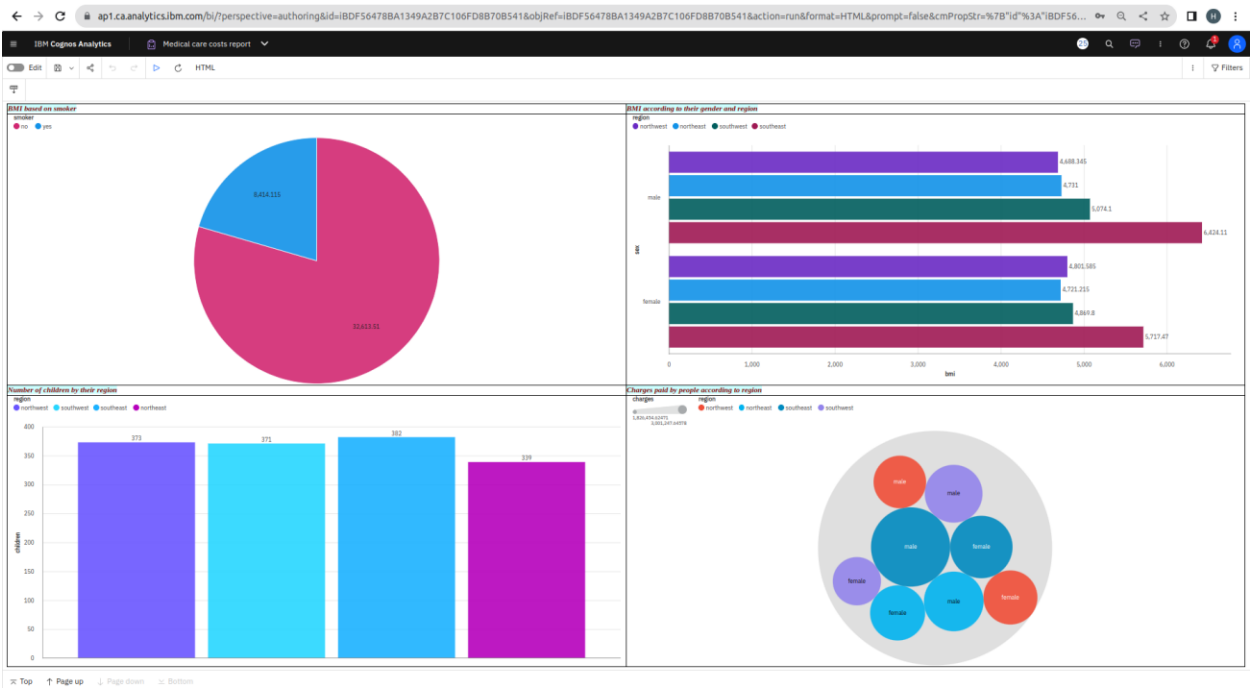 ap1.ca.analytics.ibm.com/bi/?perspective=authoring&id=iBDF56478BA1349A2B7C106FD8B70B541&objRef=iBDF56478BA1349A2B7C106FD8B70B541&action=run&format=HTML&prompt=false&cmPropStr=%7B"id"%3A"iBDF56... H
IBM Cognos Analytics Medical care costs report 25
Edit HTML Filters
BMI based on smoker
smoker
no yes
8,414.115
32,613.51
BMI according to their gender and region
region
northwest northeast southwest southeast
4,688.345
4,731
male
5,074.1
6,424.11
sex
4,801.585
4,721.215
female
4,869.8
5,717.47
0 1,000 2,000 3,000 4,000 5,000 6,000
bmi
Number of children by their region
region
northwest southwest southeast northeast
400
373 371 382 339
350
300
250
children
200
150
100
50
0
Charges paid by people according to region
charges region
northwest northeast southeast southwest
male
male
male
female
female
male
female
female
Top Page up Page down Bottom